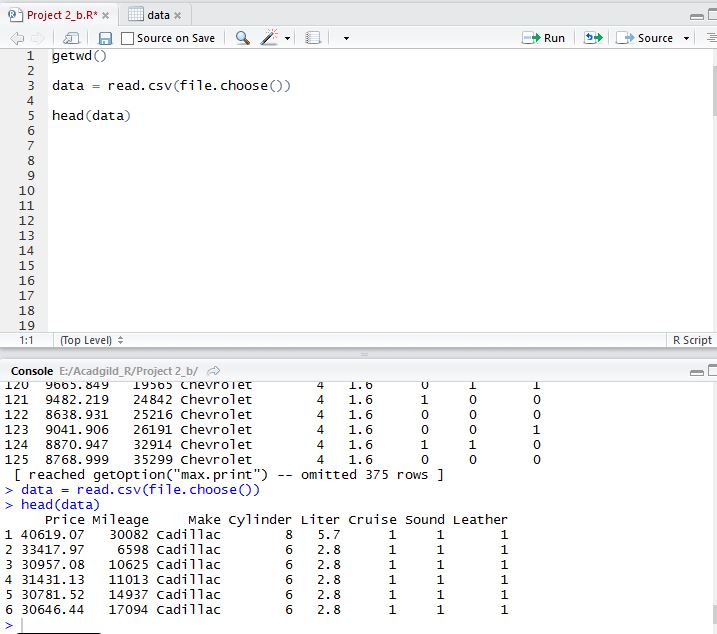 Project 2_b.R* × data ×
Source on Save Run Source
1 getwd()
2
3 data = read.csv(file.choose())
4
5 head(data)
6
7
8
9
10
11
12
13
14
15
16
17
18
19
1:1 (Top Level) R Script
Console E:/Acadgild_R/Project 2_b/
120 9665.849 19565 Chevrolet 4 1.6 0 1 1
121 9482.219 24842 Chevrolet 4 1.6 1 0 0
122 8638.931 25216 Chevrolet 4 1.6 0 0 0
123 9041.906 26191 Chevrolet 4 1.6 0 0 1
124 8870.947 32914 Chevrolet 4 1.6 1 1 0
125 8768.999 35299 Chevrolet 4 1.6 0 0 0
[ reached getOption("max.print") -- omitted 375 rows ]
> data = read.csv(file.choose())
> head(data)
Price Mileage Make Cylinder Liter Cruise Sound Leather
1 40619.07 30082 Cadillac 8 5.7 1 1 1
2 33417.97 6598 Cadillac 6 2.8 1 1 1
3 30957.08 10625 Cadillac 6 2.8 1 1 1
4 31431.13 11013 Cadillac 6 2.8 1 1 1
5 30781.52 14937 Cadillac 6 2.8 1 1 1
6 30646.44 17094 Cadillac 6 2.8 1 1 1
>